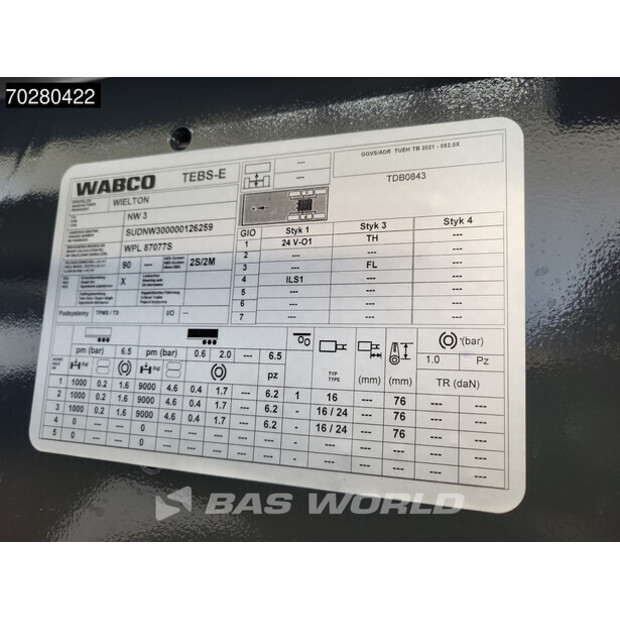 70280422
WABCO TEBS-E
WIELTON
NW 3
SUDNW300000126259
WPL 87077S
90 --- 2S/2M
X
Podsystemy TPMS / TS I/O --
---
---
GGVS/ADR TUEH TB 2021 - 082.0X
TDB0843
GIO Styk 1 Styk 3 Styk 4
1 24 V-O1 TH ---
2 --- --- ---
3 --- FL ---
4 ILS1 --- ---
5 --- --- ---
6 --- --- ---
7 --- --- ---
pm (bar) 6.5 pm (bar) 0.6 2.0 --- 6.5 (bar)
pz TYP TYPE (mm) (mm) 1.0 Pz
TR (daN)
1 1000 0.2 1.6 9000 4.6 0.4 1.7 --- 6.2 1 16 --- 76 --- ---
2 1000 0.2 1.6 9000 4.6 0.4 1.7 --- 6.2 - 16 / 24 --- 76 --- ---
3 1000 0.2 1.6 9000 4.6 0.4 1.7 --- 6.2 - 16 / 24 --- 76 --- ---
4 0 --- --- 0 --- --- --- --- --- - --- --- --- --- ---
5 0 --- --- 0 --- --- --- --- --- - --- --- --- --- ---
BAS WORLD